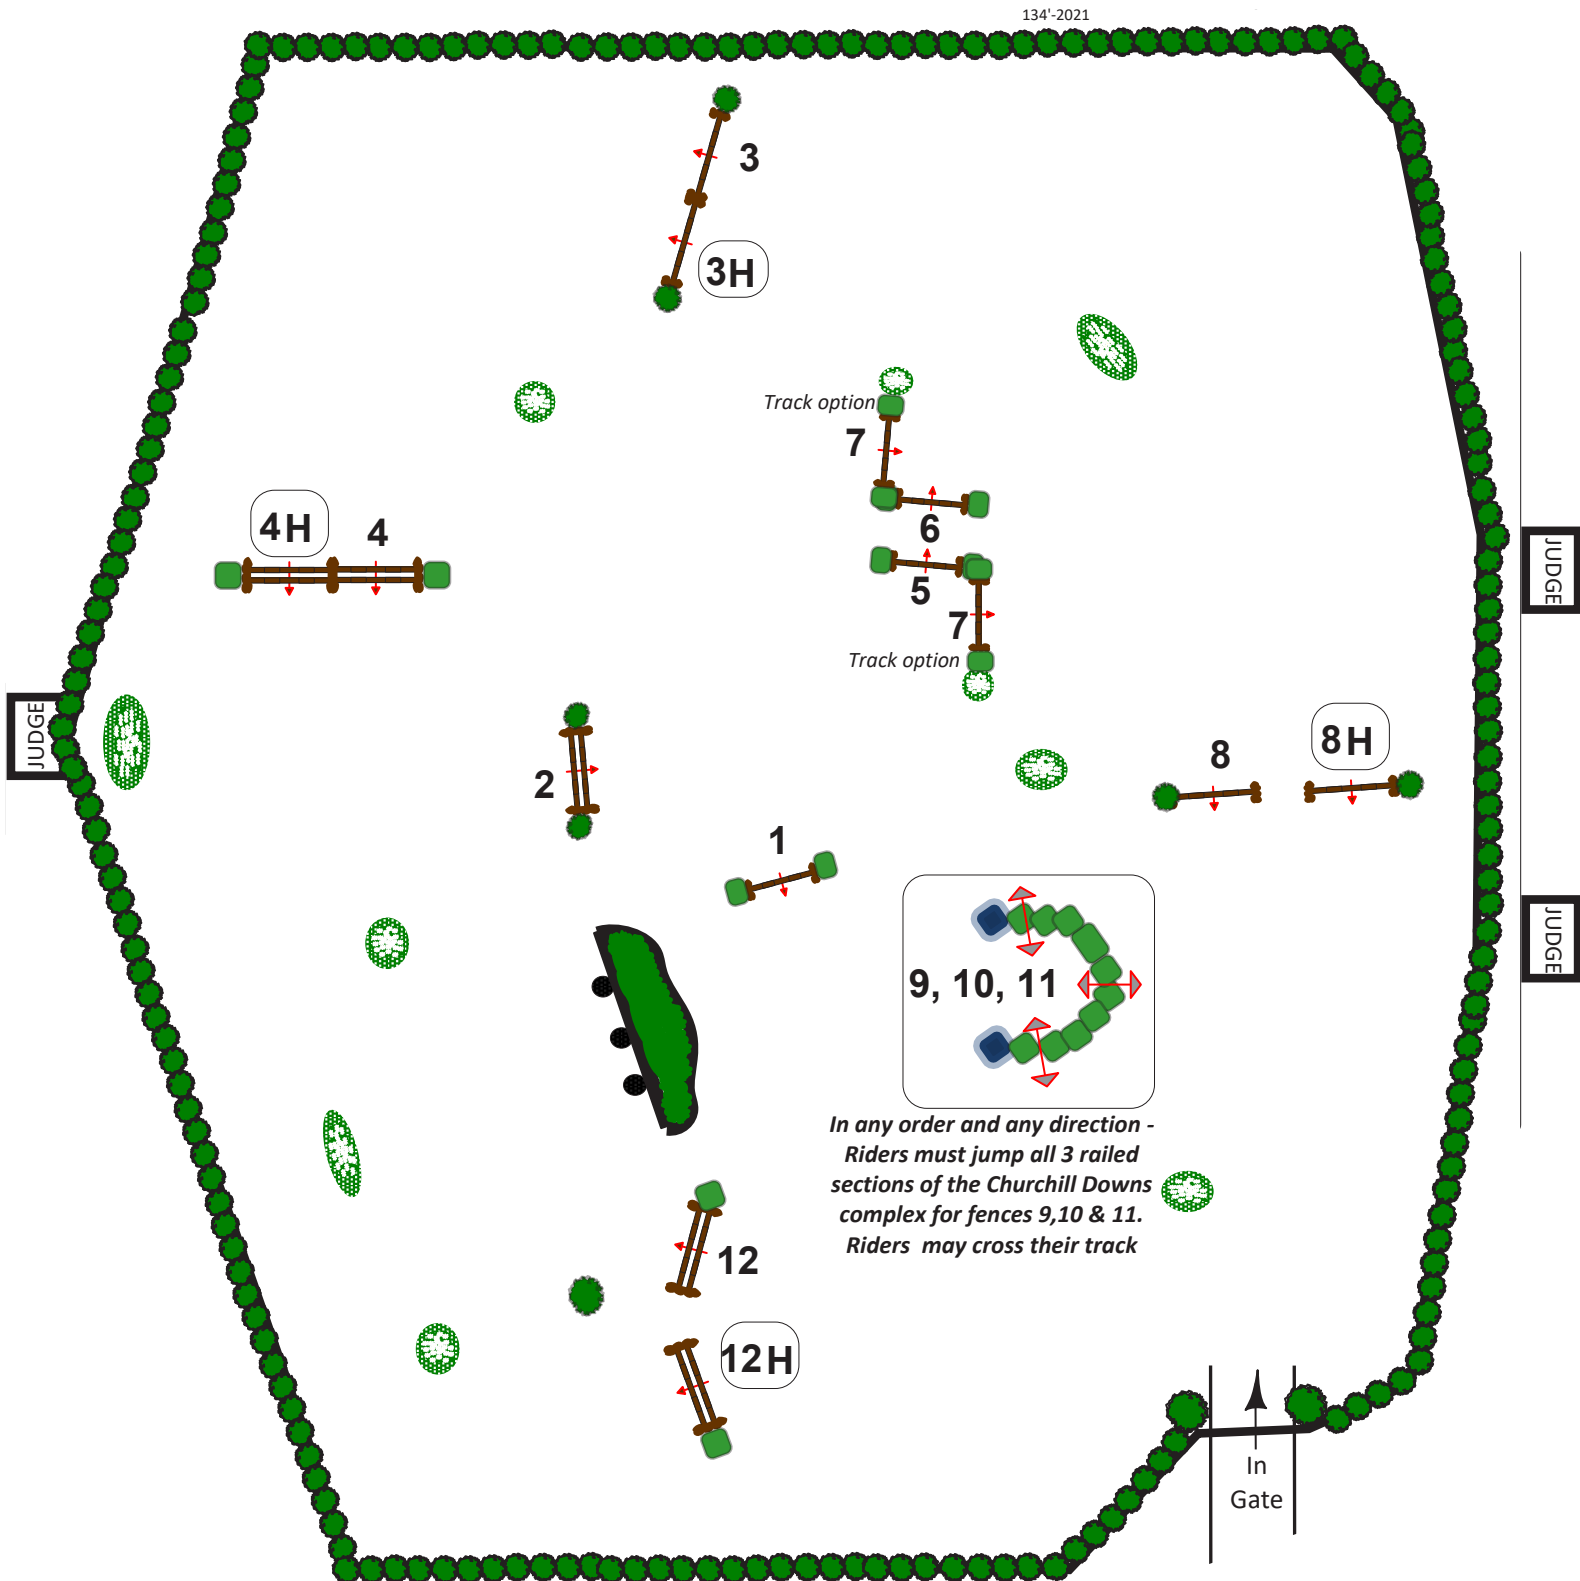 134'-2021
3
3H
Track option
7
4H
4
6
5
7
Track option
JUDGE
JUDGE
8H
8
2
1
9, 10, 11
JUDGE
In any order and any direction -
Riders must jump all 3 railed
sections of the Churchill Downs
complex for fences 9,10 & 11.
Riders may cross their track
12
12H
In
Gate